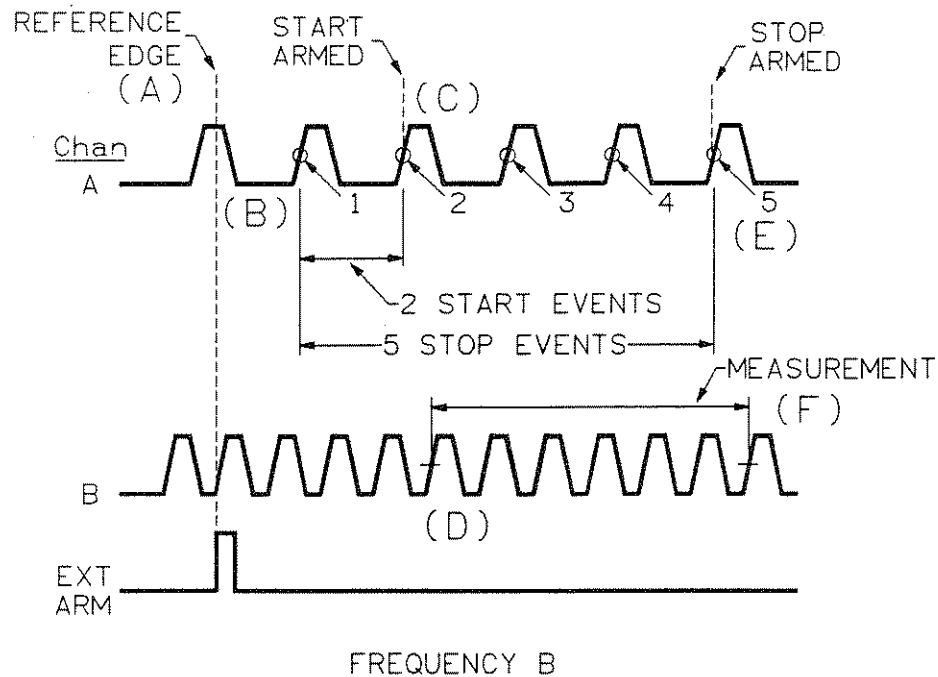 REFERENCE
EDGE
(A)
START
ARMED
(C)
STOP
ARMED
Chan
A
(B)
1
2
3
4
5
(E)
2 START EVENTS
5 STOP EVENTS
MEASUREMENT
(F)
B
(D)
EXT
ARM
FREQUENCY B